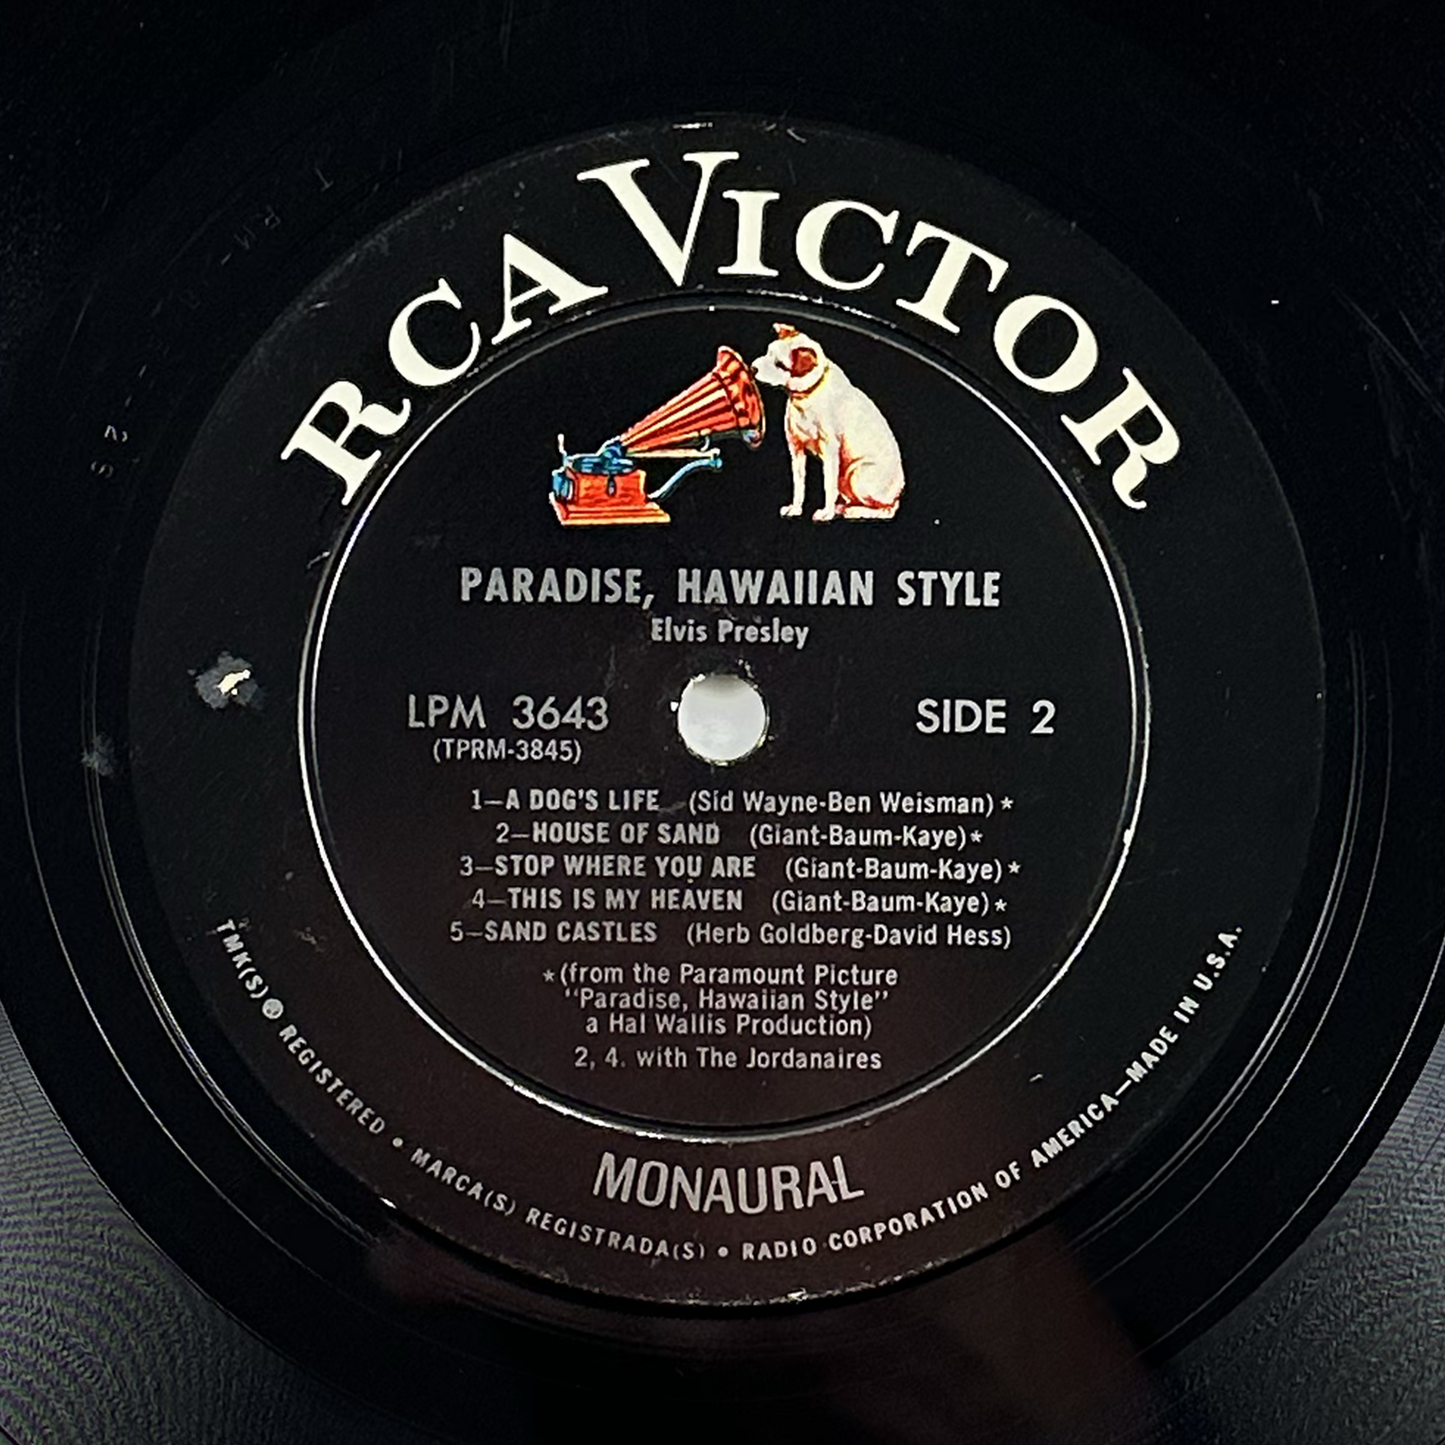 RCA VICTOR
PARADISE, HAWAIIAN STYLE
Elvis Presley
LPM 3643
(TPRM-3845)
SIDE 2
1—A DOG'S LIFE (Sid Wayne-Ben Weisman)*
2—HOUSE OF SAND (Giant-Baum-Kaye)*
3—STOP WHERE YOU ARE (Giant-Baum-Kaye)*
4—THIS IS MY HEAVEN (Giant-Baum-Kaye)*
5—SAND CASTLES (Herb Goldberg-David Hess)
*(from the Paramount Picture
"Paradise, Hawaiian Style"
a Hal Wallis Production)
2, 4. with The Jordanaires
MONAURAL
TMK(S) ® REGISTERED • MARCA(S) REGISTRADA(S) • RADIO CORPORATION OF AMERICA—MADE IN U.S.A.